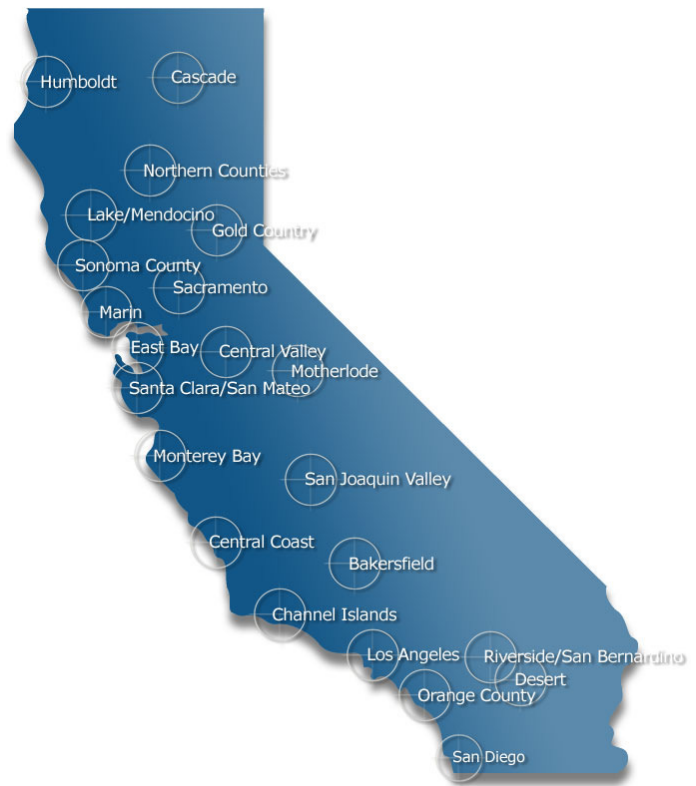 Humboldt
Cascade
Northern Counties
Lake/Mendocino
Gold Country
Sonoma County
Sacramento
Marin
East Bay
Central Valley
Motherlode
Santa Clara/San Mateo
Monterey Bay
San Joaquin Valley
Central Coast
Bakersfield
Channel Islands
Los Angeles
Riverside/San Bernardino
Desert
Orange County
San Diego